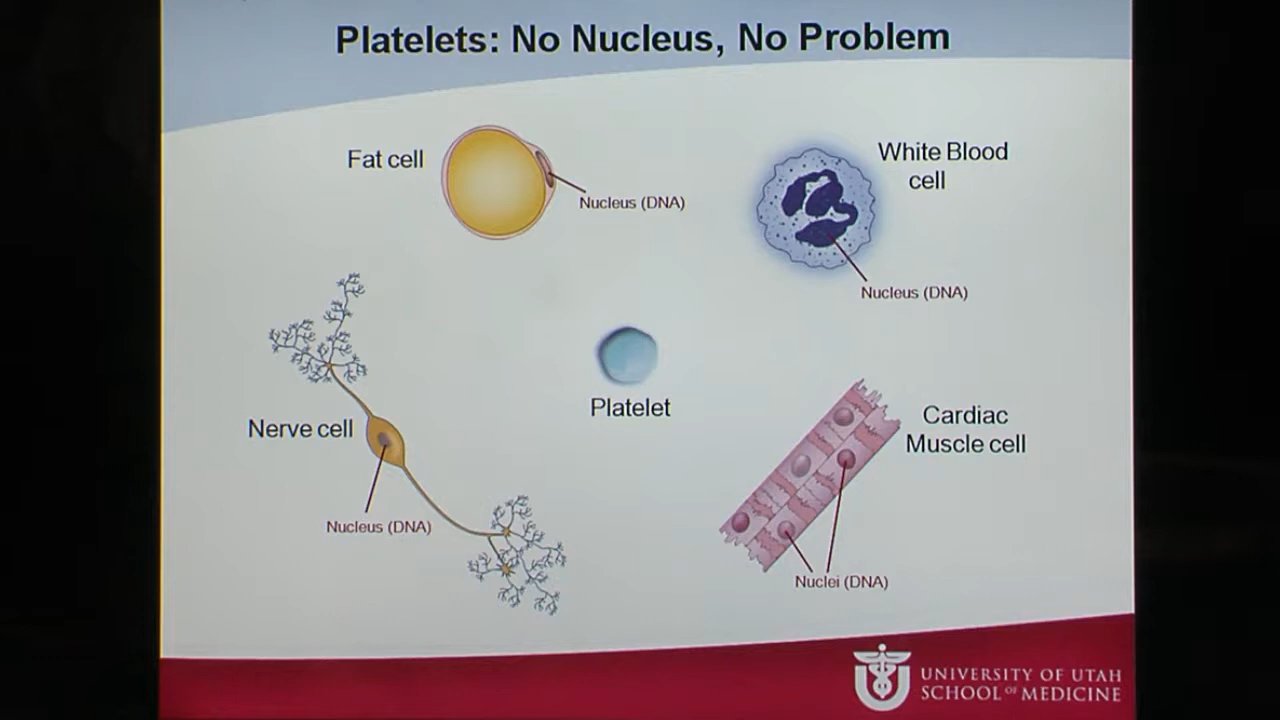 Platelets: No Nucleus, No Problem
Fat cell
Nucleus (DNA)
White Blood
cell
Nucleus (DNA)
Platelet
Nerve cell
Nucleus (DNA)
Cardiac
Muscle cell
Nuclei (DNA)
UNIVERSITY OF UTAH
SCHOOL OF MEDICINE